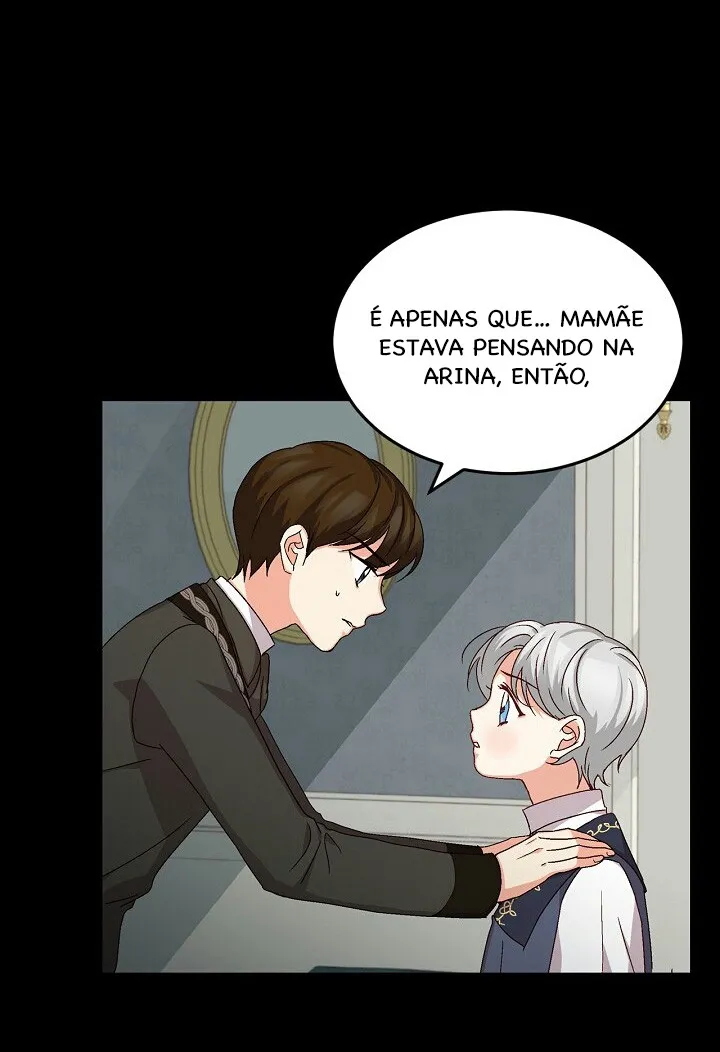 É APENAS QUE... MAMÃE
ESTAVA PENSANDO NA
ARINA, ENTÃO,